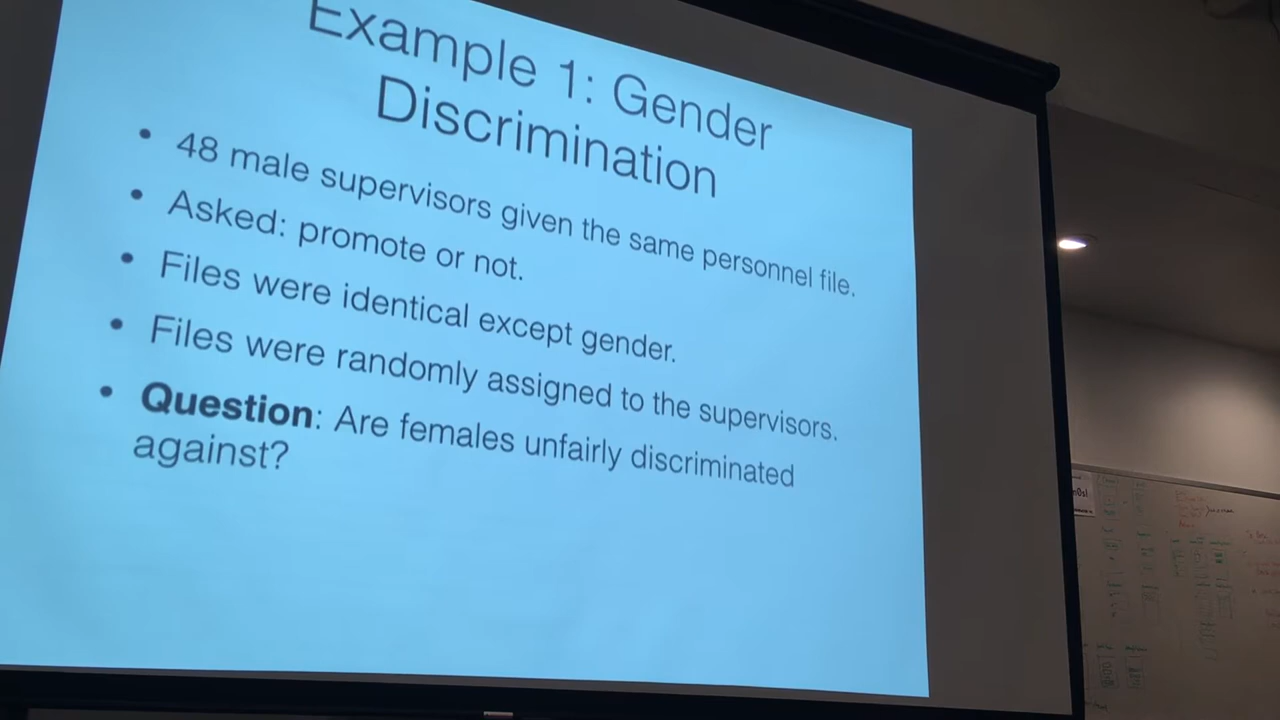 Example 1: Gender
Discrimination
• 48 male supervisors given the same personnel file.
• Asked: promote or not.
• Files were identical except gender.
• Files were randomly assigned to the supervisors.
• Question: Are females unfairly discriminated
against?